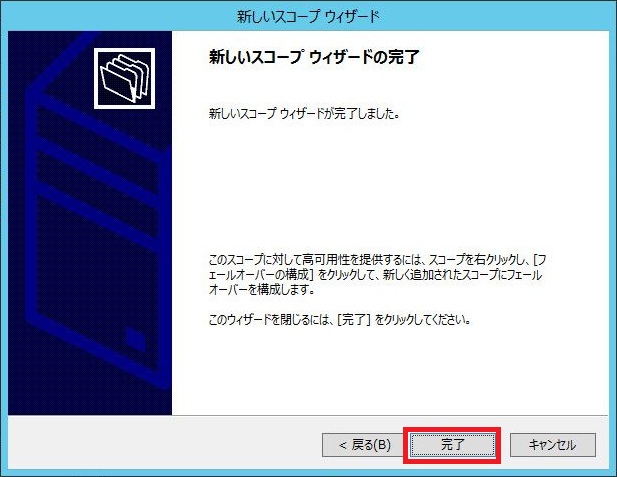 新しいスコープ ウィザード
新しいスコープ ウィザードの完了
新しいスコープ ウィザードが完了しました。
このスコープに対して高可用性を提供するには、スコープを右クリックし、[フ
ェールオーバーの構成] をクリックして、新しく追加されたスコープにフェール
オーバーを構成します。
このウィザードを閉じるには、[完了] をクリックしてください。
< 戻る(B)
完了
キャンセル